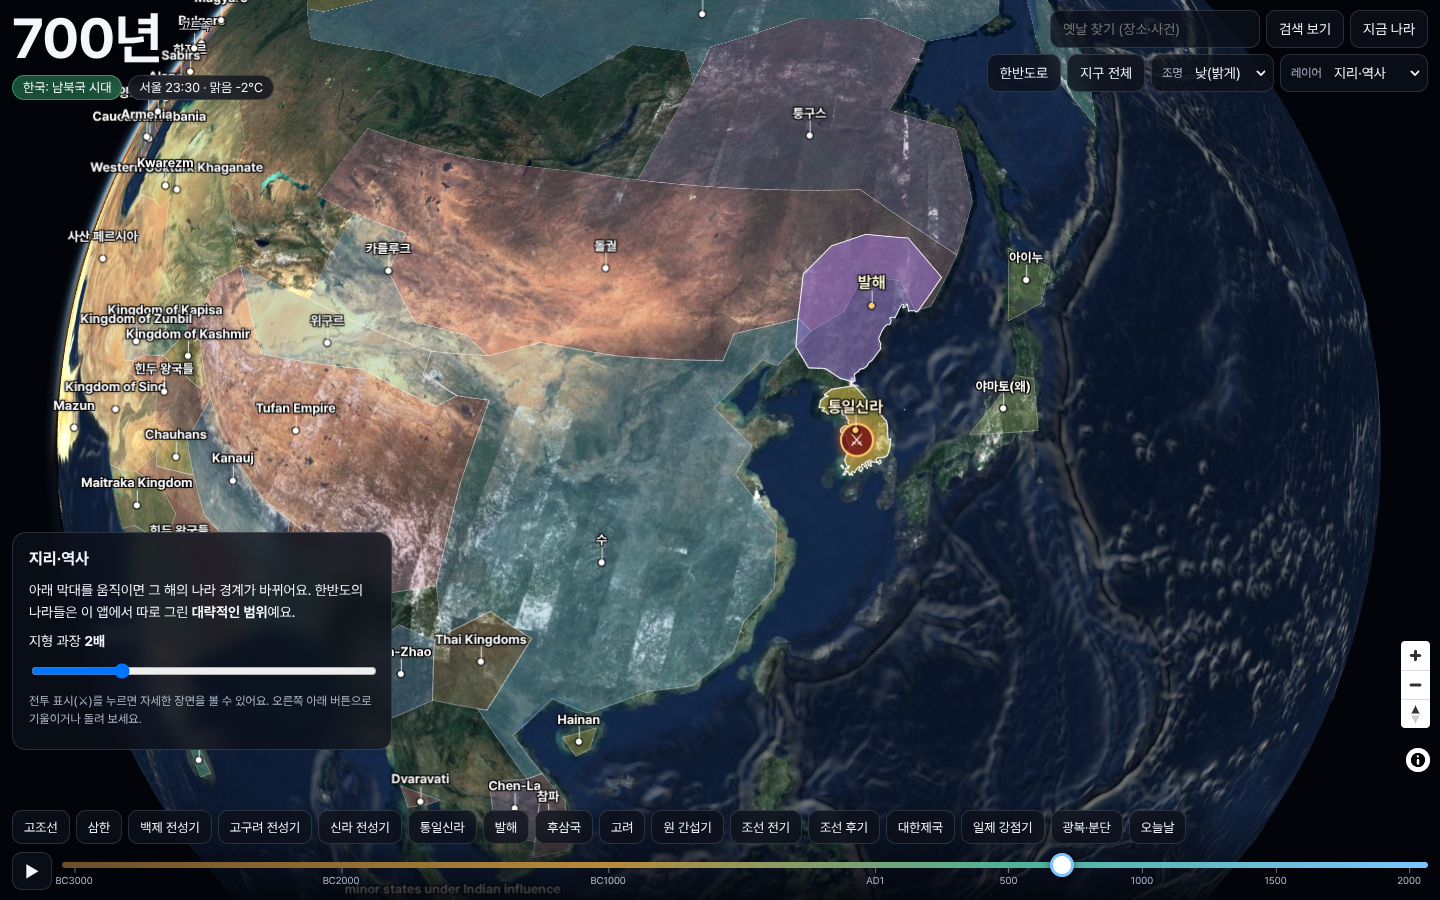 700년
한국: 남북국 시대
서울 23:30 · 맑음 -2°C
옛날 찾기 (장소·사건)
검색 보기
지금 나라
한반도로
지구 전체
조명 낮(밝게)
레이어 지리·역사
Sabirs
Armenia
Kwarezm
사산 페르시아
Kingdom of Kapisa
Kingdom of Zunbil
Kingdom of Kashmir
힌두 왕국들
Kingdom of Sind
Mazun
Chauhans
Kanauj
Maitraka Kingdom
힌두 왕국들
Tufan Empire
카를루크
위구르
돌궐
퉁구스
발해
통일신라
아이누
야마토(왜)
수
Thai Kingdoms
Hainan
Dvaravati
Chen-La
참파
minor states under Indian influence
지리·역사
아래 막대를 움직이면 그 해의 나라 경계가 바뀌어요. 한반도의
나라들은 이 앱에서 따로 그린 대략적인 범위예요.
지형 과장 2배
전투 표시(⚔)를 누르면 자세한 장면을 볼 수 있어요. 오른쪽 아래 버튼으로
기울이거나 돌려 보세요.
고조선
삼한
백제 전성기
고구려 전성기
신라 전성기
통일신라
발해
후삼국
고려
원 간섭기
조선 전기
조선 후기
대한제국
일제 강점기
광복·분단
오늘날
BC3000
BC2000
BC1000
AD1
500
1000
1500
2000